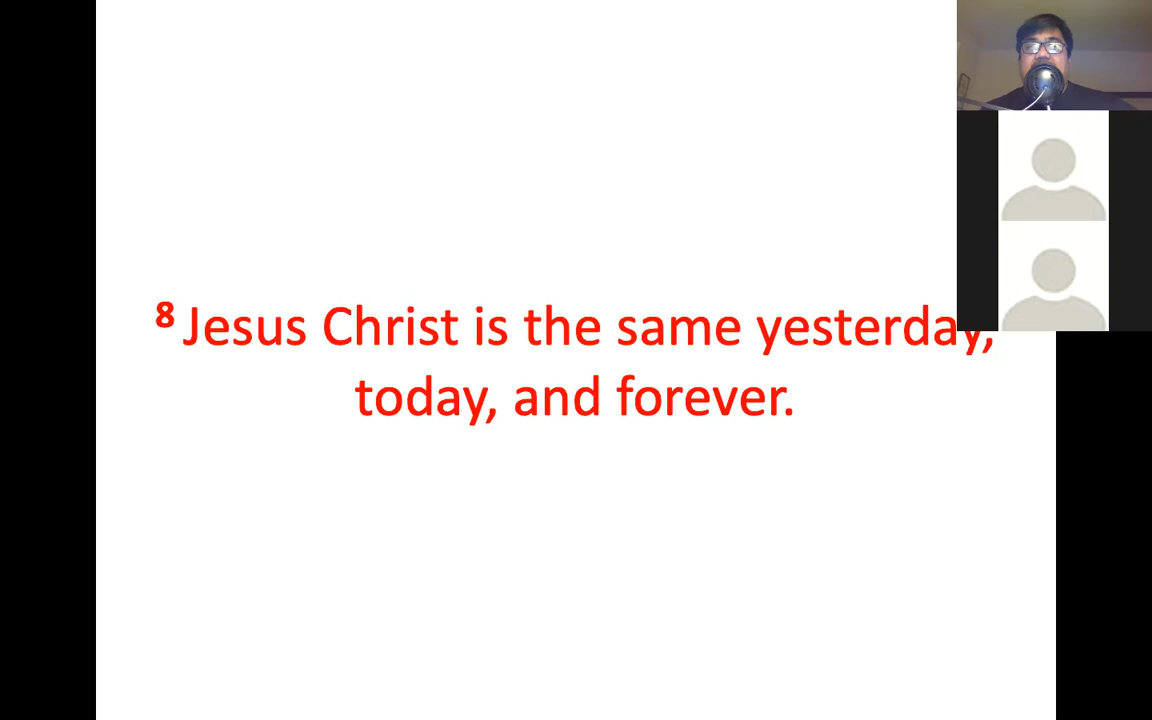 8 Jesus Christ is the same yesterday,
today, and forever.